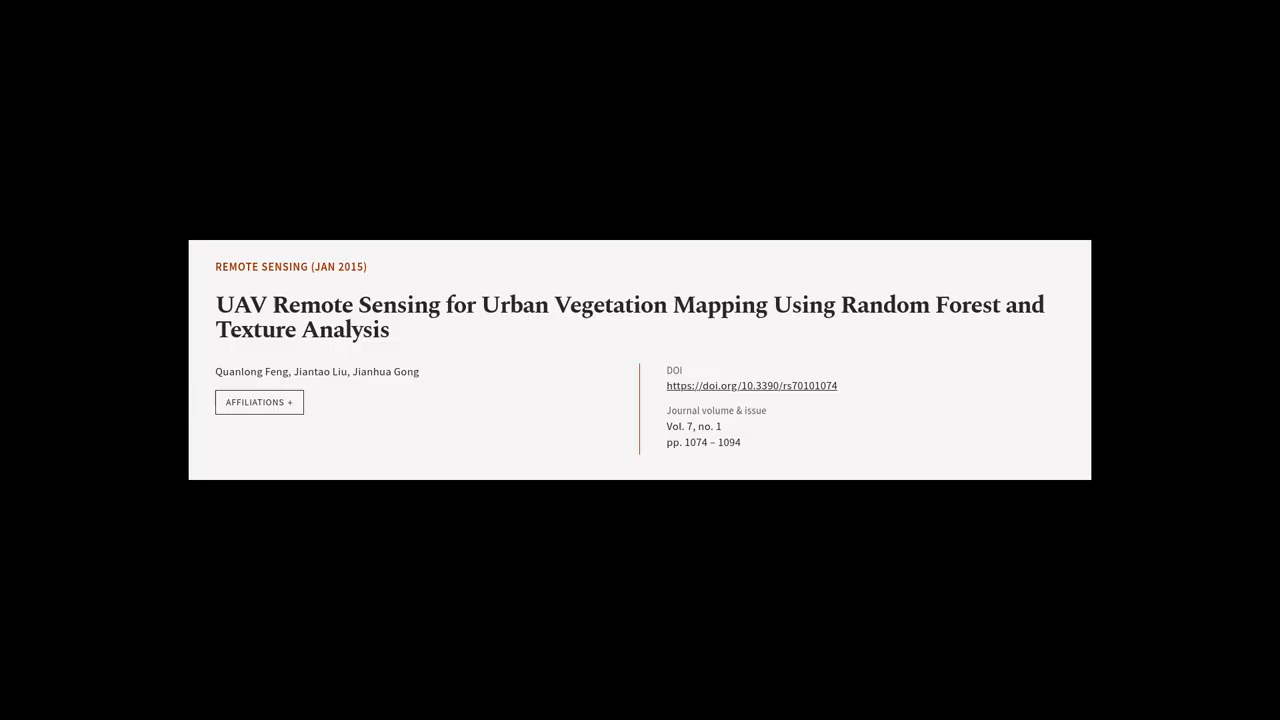 REMOTE SENSING (JAN 2015)
UAV Remote Sensing for Urban Vegetation Mapping Using Random Forest and
Texture Analysis
Quanlong Feng, Jiantao Liu, Jianhua Gong
AFFILIATIONS +
DOI
https://doi.org/10.3390/rs70101074
Journal volume & issue
Vol. 7, no. 1
pp. 1074 – 1094